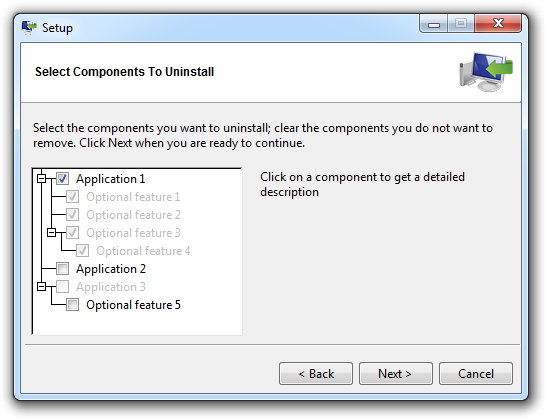 Setup
Select Components To Uninstall
Select the components you want to uninstall; clear the components you do not want to
remove. Click Next when you are ready to continue.
Application 1
Optional feature 1
Optional feature 2
Optional feature 3
Optional feature 4
Application 2
Application 3
Optional feature 5
Click on a component to get a detailed
description
< Back
Next >
Cancel